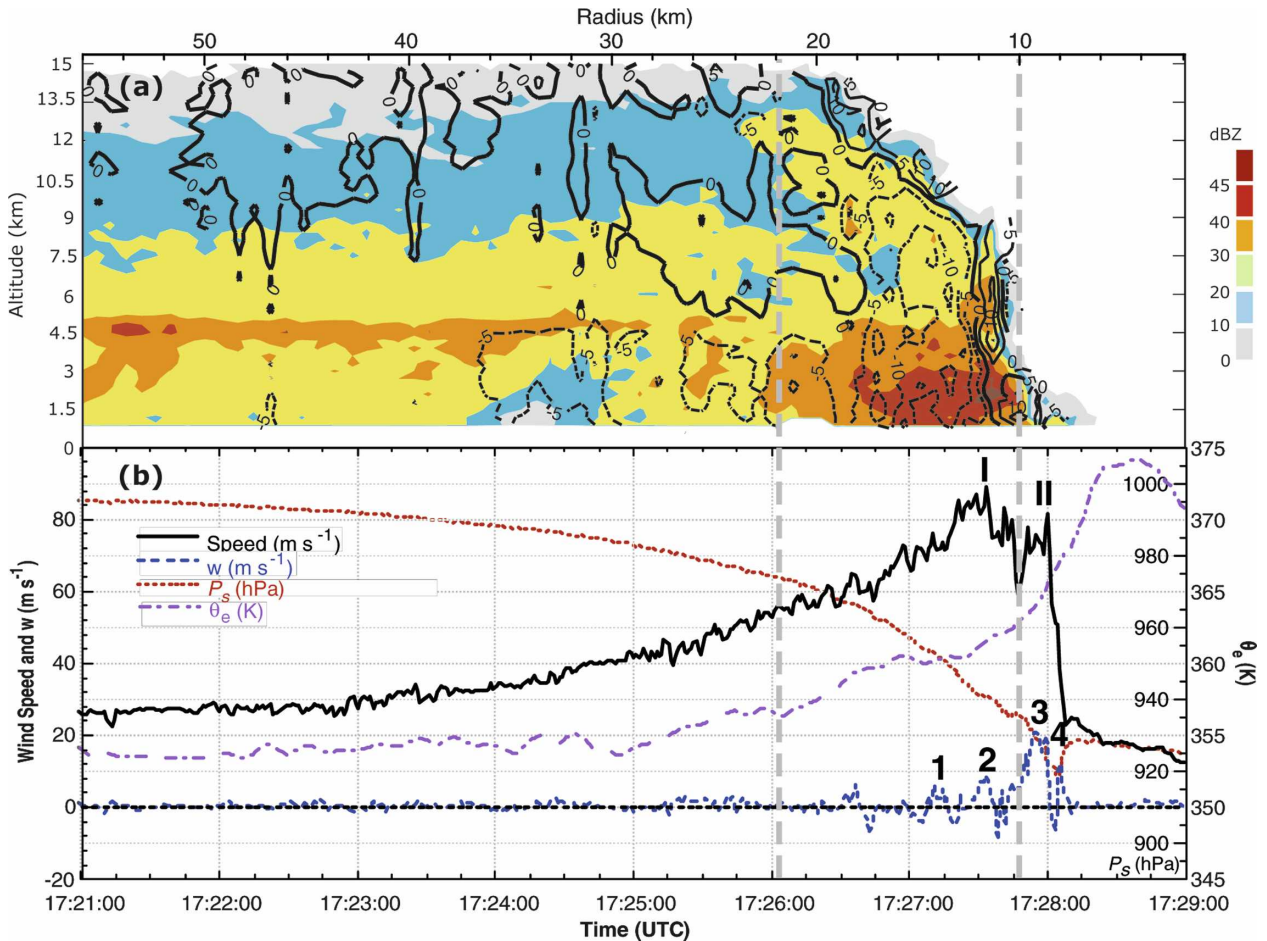 Radius (km)
50 40 30 20 10
(a)
Altitude (km)
15
13.5
12
10.5
9
7.5
6
4.5
3
1.5
0
dBZ
45
40
30
20
10
0
(b)
I
II
Speed (m s⁻¹)
w (m s⁻¹)
Pₛ (hPa)
θₑ (K)
1
2
3
4
Wind Speed and w (m s⁻¹)
80
60
40
20
0
-20
1000
980
960
940
920
900
Pₛ (hPa)
375
370
365
360
355
350
345
θₑ (K)
17:21:00 17:22:00 17:23:00 17:24:00 17:25:00 17:26:00 17:27:00 17:28:00 17:29:00
Time (UTC)